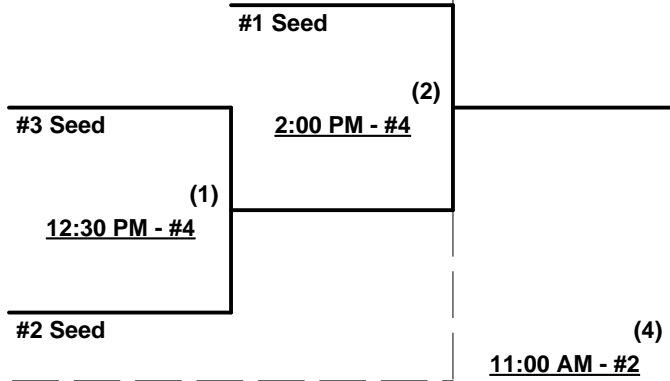 #1 Seed
(2)
#3 Seed
2:00 PM - #4
(1)
12:30 PM - #4
#2 Seed
(4)
11:00 AM - #2